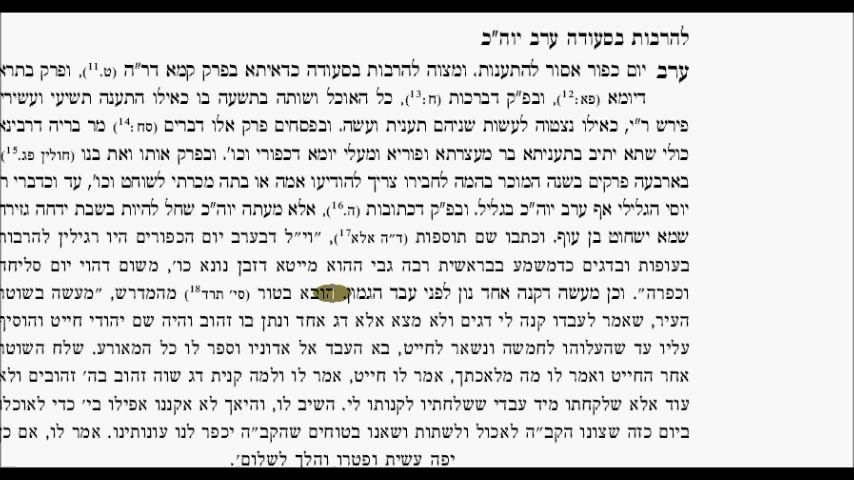 להרבות בסעודה ערב יוה"כ
ערב יום כפור אסור להתענות. ומצוה להרבות בסעודה כדאיתא בפרק קמא דר"ה (ט.11), ופרק בתרא
דיומא (פא:12), ובפ"ק דברכות (ח:13), כל האוכל ושותה בתשעה בו כאילו התענה תשיעי ועשירי
פירש ר"י, כאילו נצטוה לעשות שניהם תענית ועשה. ובפסחים פרק אלו דברים (סח:14) מר בריה דרבינא
כולי שתא יתיב בתעניתא בר מעצרתא ופוריא ומעלי יומא דכפורי וכו'. ובפרק אותו ואת בנו (חולין פג.15)
בארבעה פרקים בשנה המוכר בהמה לחבירו צריך להודיעו אמה או בתה מכרתי לשוחט וכו', עד וכדברי ר
יוסי הגלילי אף ערב יוה"כ בגליל. ובפ"ק דכתובות (ה.16), אלא מעתה יוה"כ שחל להיות בשבת ידחה גזירה
שמא ישחוט בן עוף. וכתבו שם תוספות (ד"ה אלא17), "וי"ל דבערב יום הכפורים היו רגילין להרבות
בעופות ובדגים כדמשמע בבראשית רבה גבי ההוא מייטא דזבן נונא כו', משום דהוי יום סליחה
וכפרה". וכן מעשה דקנה אחד נון לפני עבד הגמון. בטור (סי' תרד18) מהמדרש, "מעשה בשוטר
העיר, שאמר לעבדו קנה לי דגים ולא מצא אלא דג אחד ונתן בו זהוב והיה שם יהודי חייט והוסיף
עליו עד שהעלוהו לחמשה ונשאר לחייט, בא העבד אל אדוניו וספר לו כל המאורע. שלח השוטר
אחר החייט ואמר לו מה מלאכתך, אמר לו חייט, אמר לו ולמה קנית דג שוה זהוב בה' זהובים ולא
עוד אלא שלקחתו מיד עבדי ששלחתיו לקנותו לי. השיב לו, והיאך לא אקננו אפילו בי' כדי לאוכלו
ביום כזה שצונו הקב"ה לאכול ולשתות ושאנו בטוחים שהקב"ה יכפר לנו עונותינו. אמר לו, אם כן
יפה עשית ופטרו והלך לשלום'.